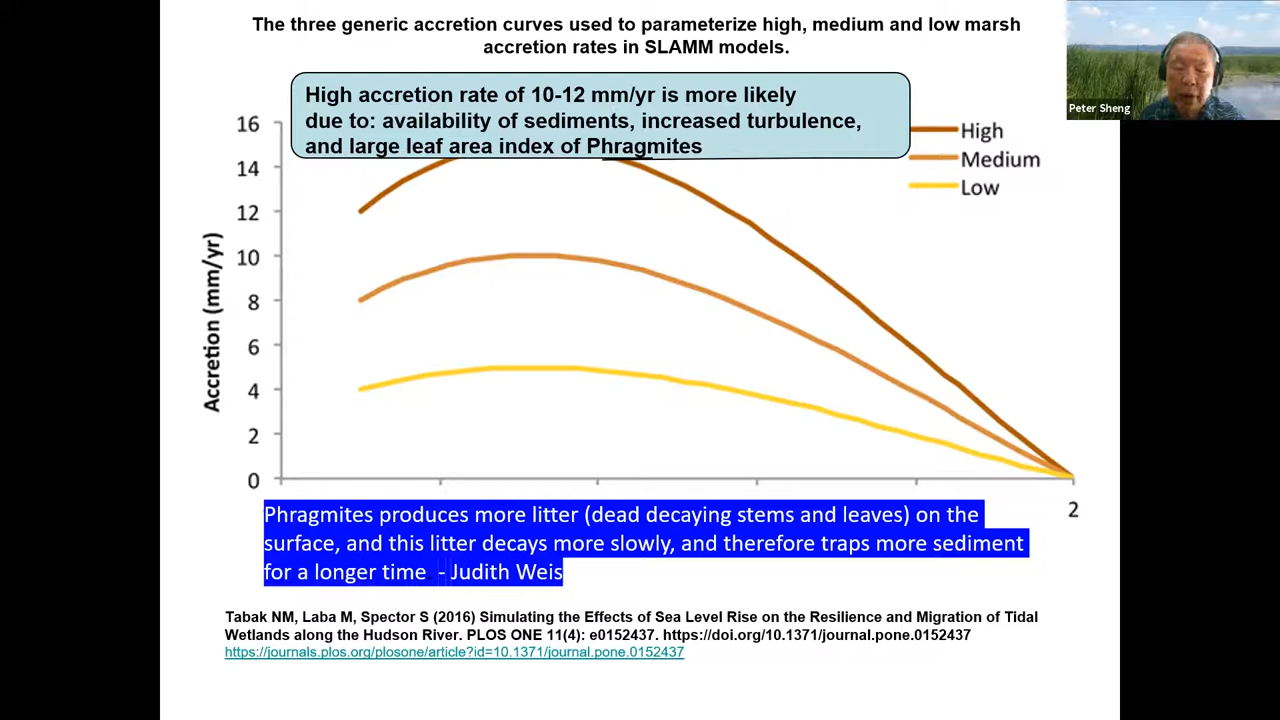 The three generic accretion curves used to parameterize high, medium and low marsh
accretion rates in SLAMM models.
Peter Sheng
High accretion rate of 10-12 mm/yr is more likely
due to: availability of sediments, increased turbulence,
and large leaf area index of Phragmites
High
Medium
Low
Accretion (mm/yr)
16
14
12
10
8
6
4
2
0
2
Phragmites produces more litter (dead decaying stems and leaves) on the
surface, and this litter decays more slowly, and therefore traps more sediment
for a longer time. - Judith Weis
Tabak NM, Laba M, Spector S (2016) Simulating the Effects of Sea Level Rise on the Resilience and Migration of Tidal
Wetlands along the Hudson River. PLOS ONE 11(4): e0152437. https://doi.org/10.1371/journal.pone.0152437
https://journals.plos.org/plosone/article?id=10.1371/journal.pone.0152437